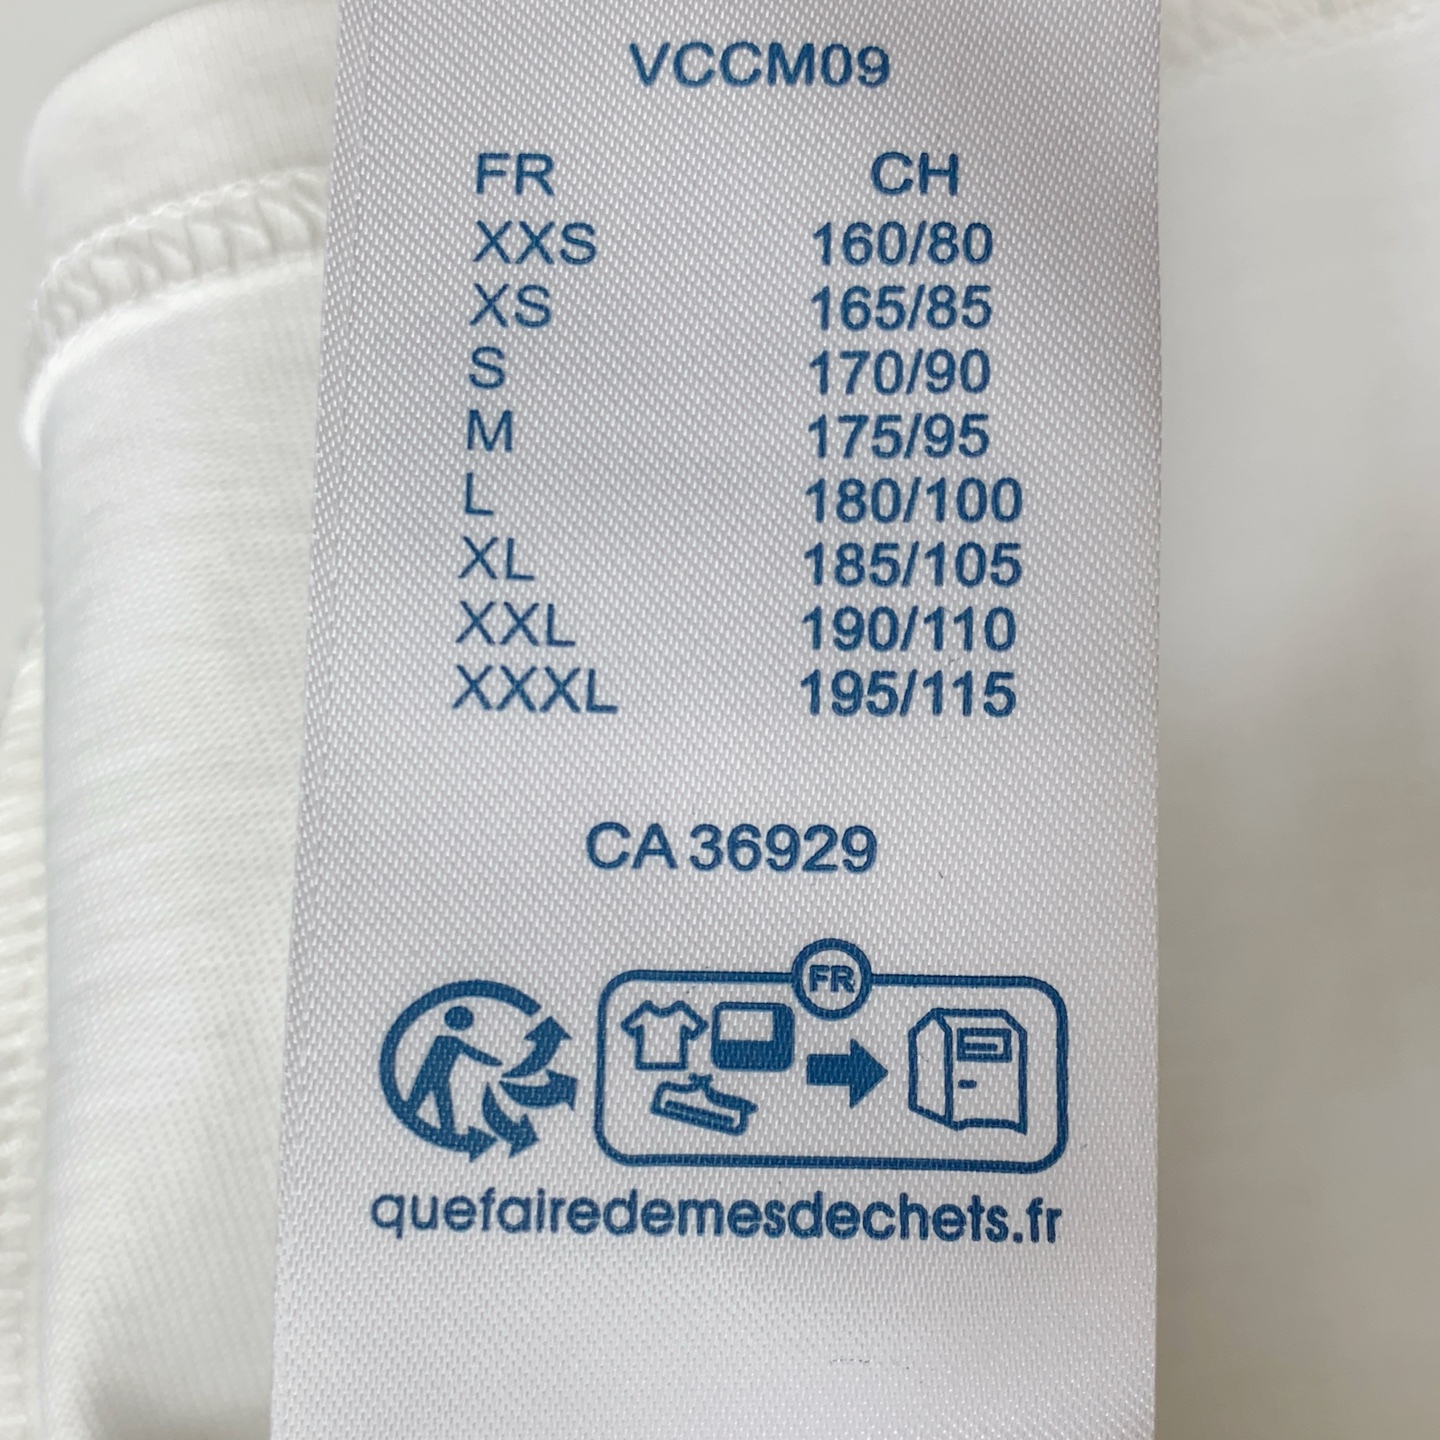 VCCM09
FR CH
XXS 160/80
XS 165/85
S 170/90
M 175/95
L 180/100
XL 185/105
XXL 190/110
XXXL 195/115
CA 36929
FR
quefairedemesdechets.fr